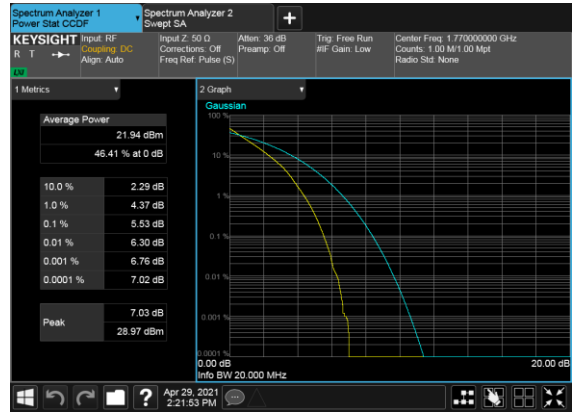 Spectrum Analyzer 1
Power Stat CCDF
Spectrum Analyzer 2
Swept SA
KEYSIGHT
R T
Input: RF
Coupling: DC
Align: Auto
Input Z: 50 Ω
Corrections: Off
Freq Ref: Pulse (S)
Atten: 36 dB
Preamp: Off
Trig: Free Run
#IF Gain: Low
Center Freq: 1.770000000 GHz
Counts: 1.00 M/1.00 Mpt
Radio Std: None
1 Metrics
Average Power
21.94 dBm
46.41 % at 0 dB
10.0 % 2.29 dB
1.0 % 4.37 dB
0.1 % 5.53 dB
0.01 % 6.30 dB
0.001 % 6.76 dB
0.0001 % 7.02 dB
Peak
7.03 dB
28.97 dBm
2 Graph
Gaussian
100 %
10 %
1 %
0.1 %
0.01 %
0.001 %
0.0001 %
0.00 dB
20.00 dB
Info BW 20.000 MHz
?
Apr 29, 2021
2:21:53 PM